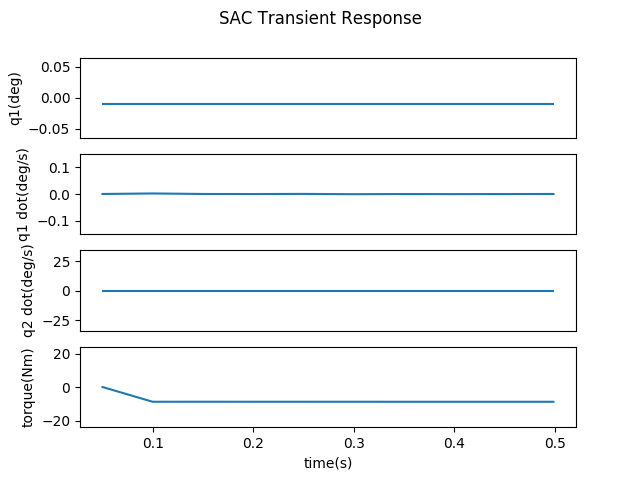 SAC Transient Response
q1(deg)
0.05
0.00
−0.05
q1 dot(deg/s)
0.1
0.0
−0.1
q2 dot(deg/s)
25
0
−25
torque(Nm)
20
0
−20
0.1 0.2 0.3 0.4 0.5
time(s)